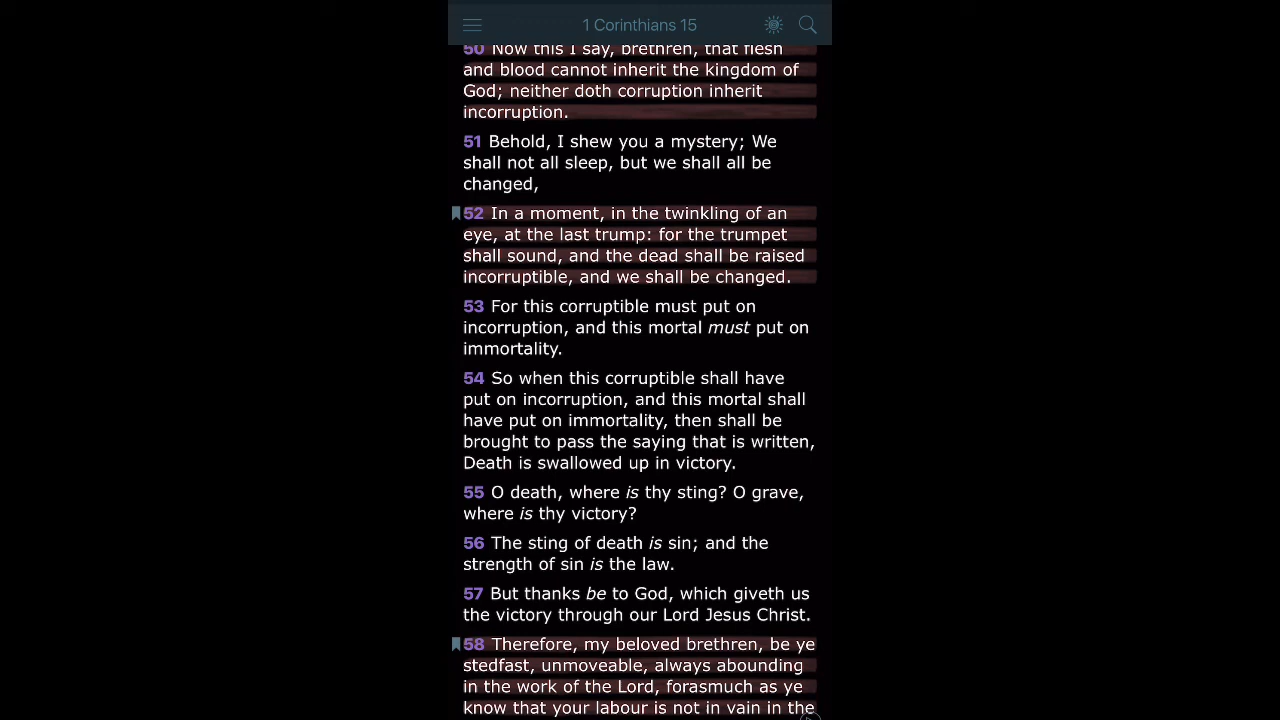 1 Corinthians 15
50 Now this I say, brethren, that flesh
and blood cannot inherit the kingdom of
God; neither doth corruption inherit
incorruption.
51 Behold, I shew you a mystery; We
shall not all sleep, but we shall all be
changed,
52 In a moment, in the twinkling of an
eye, at the last trump: for the trumpet
shall sound, and the dead shall be raised
incorruptible, and we shall be changed.
53 For this corruptible must put on
incorruption, and this mortal must put on
immortality.
54 So when this corruptible shall have
put on incorruption, and this mortal shall
have put on immortality, then shall be
brought to pass the saying that is written,
Death is swallowed up in victory.
55 O death, where is thy sting? O grave,
where is thy victory?
56 The sting of death is sin; and the
strength of sin is the law.
57 But thanks be to God, which giveth us
the victory through our Lord Jesus Christ.
58 Therefore, my beloved brethren, be ye
stedfast, unmoveable, always abounding
in the work of the Lord, forasmuch as ye
know that your labour is not in vain in the